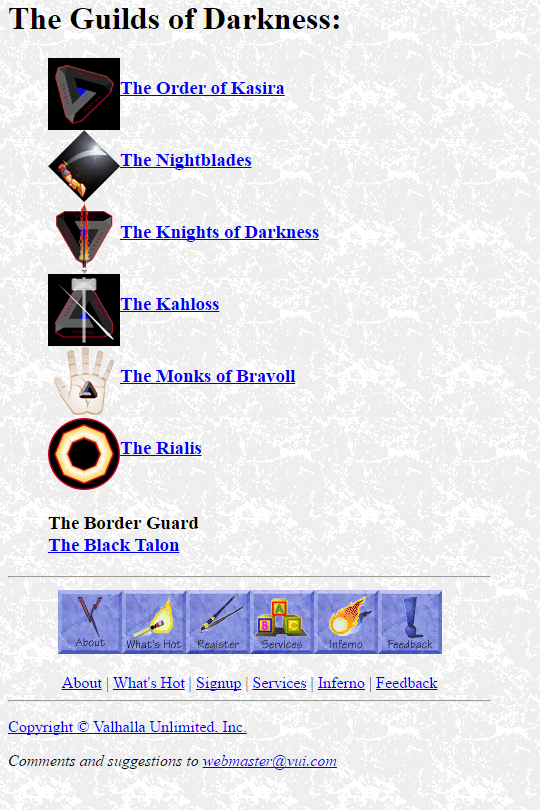 The Guilds of Darkness:
The Order of Kasira
The Nightblades
The Knights of Darkness
The Kahloss
The Monks of Bravoll
The Rialis
The Border Guard
The Black Talon
About What's Hot Register Services Inferno Feedback
About | What's Hot | Signup | Services | Inferno | Feedback
Copyright © Valhalla Unlimited, Inc.
Comments and suggestions to webmaster@vui.com